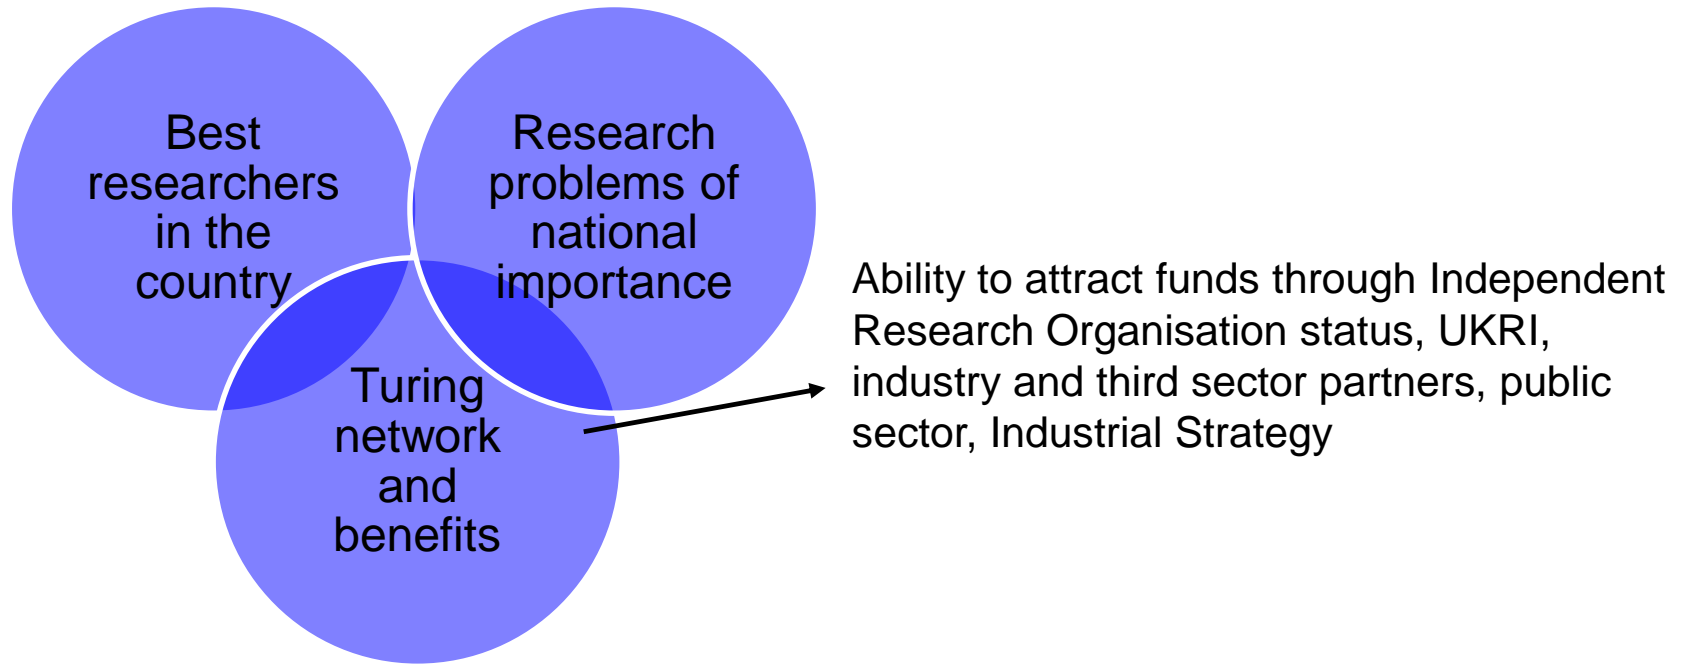 Best
researchers
in the
country
Research
problems of
national
importance
Turing
network
and
benefits
Ability to attract funds through Independent
Research Organisation status, UKRI,
industry and third sector partners, public
sector, Industrial Strategy